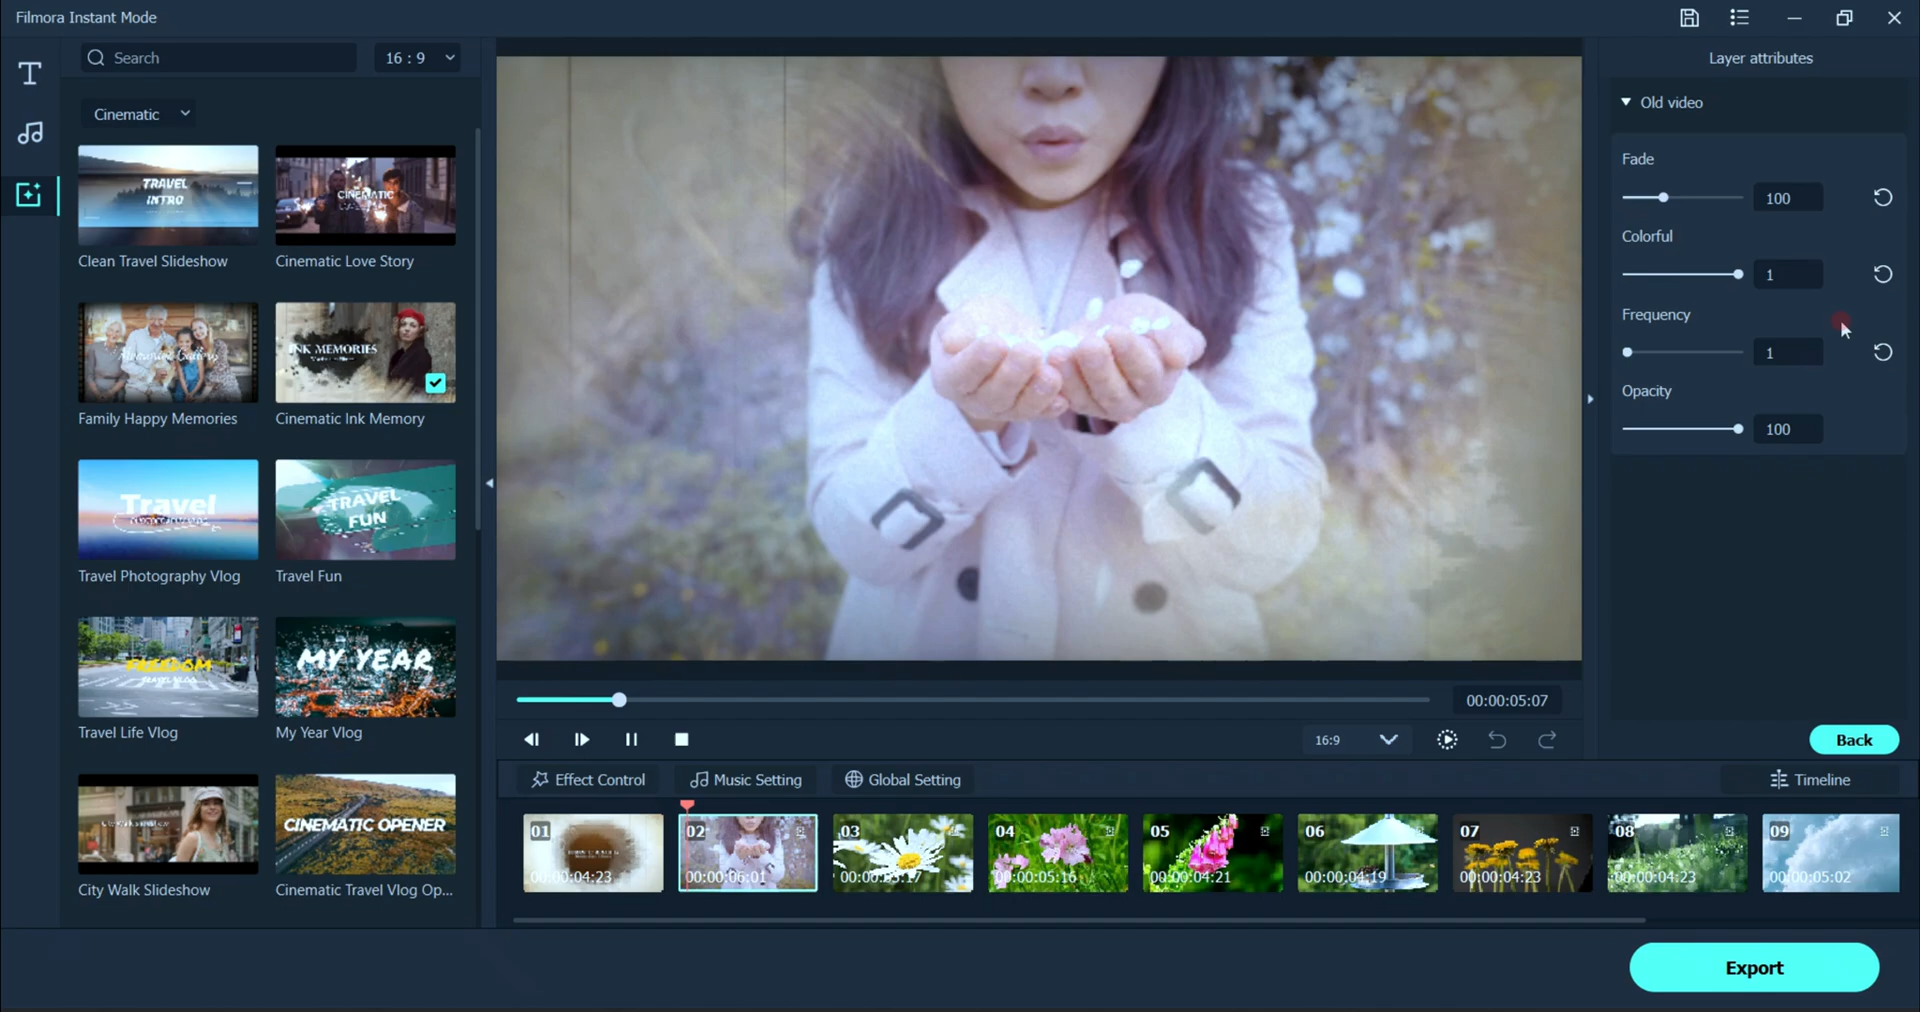 Filmora Instant Mode
Search
16 : 9
Layer attributes
Cinematic
Old video
TRAVEL
INTRO
CINEMATIC
Clean Travel Slideshow
Cinematic Love Story
Fade
100
Colorful
1
Frequency
1
Opacity
100
INK MEMORIES
Family Happy Memories
Cinematic Ink Memory
Travel
TRAVEL
FUN
Travel Photography Vlog
Travel Fun
FREEDOM
TRAVEL VLOG
MY YEAR
Travel Life Vlog
My Year Vlog
CINEMATIC OPENER
City Walk Slideshow
Cinematic Travel Vlog Op...
00:00:05:07
16:9
Back
Effect Control
Music Setting
Global Setting
Timeline
01
00:00:04:23
02
00:00:06:01
03
00:00:05:17
04
00:00:05:16
05
00:00:04:21
06
00:00:04:19
07
00:00:04:23
08
00:00:04:23
09
00:00:05:02
Export